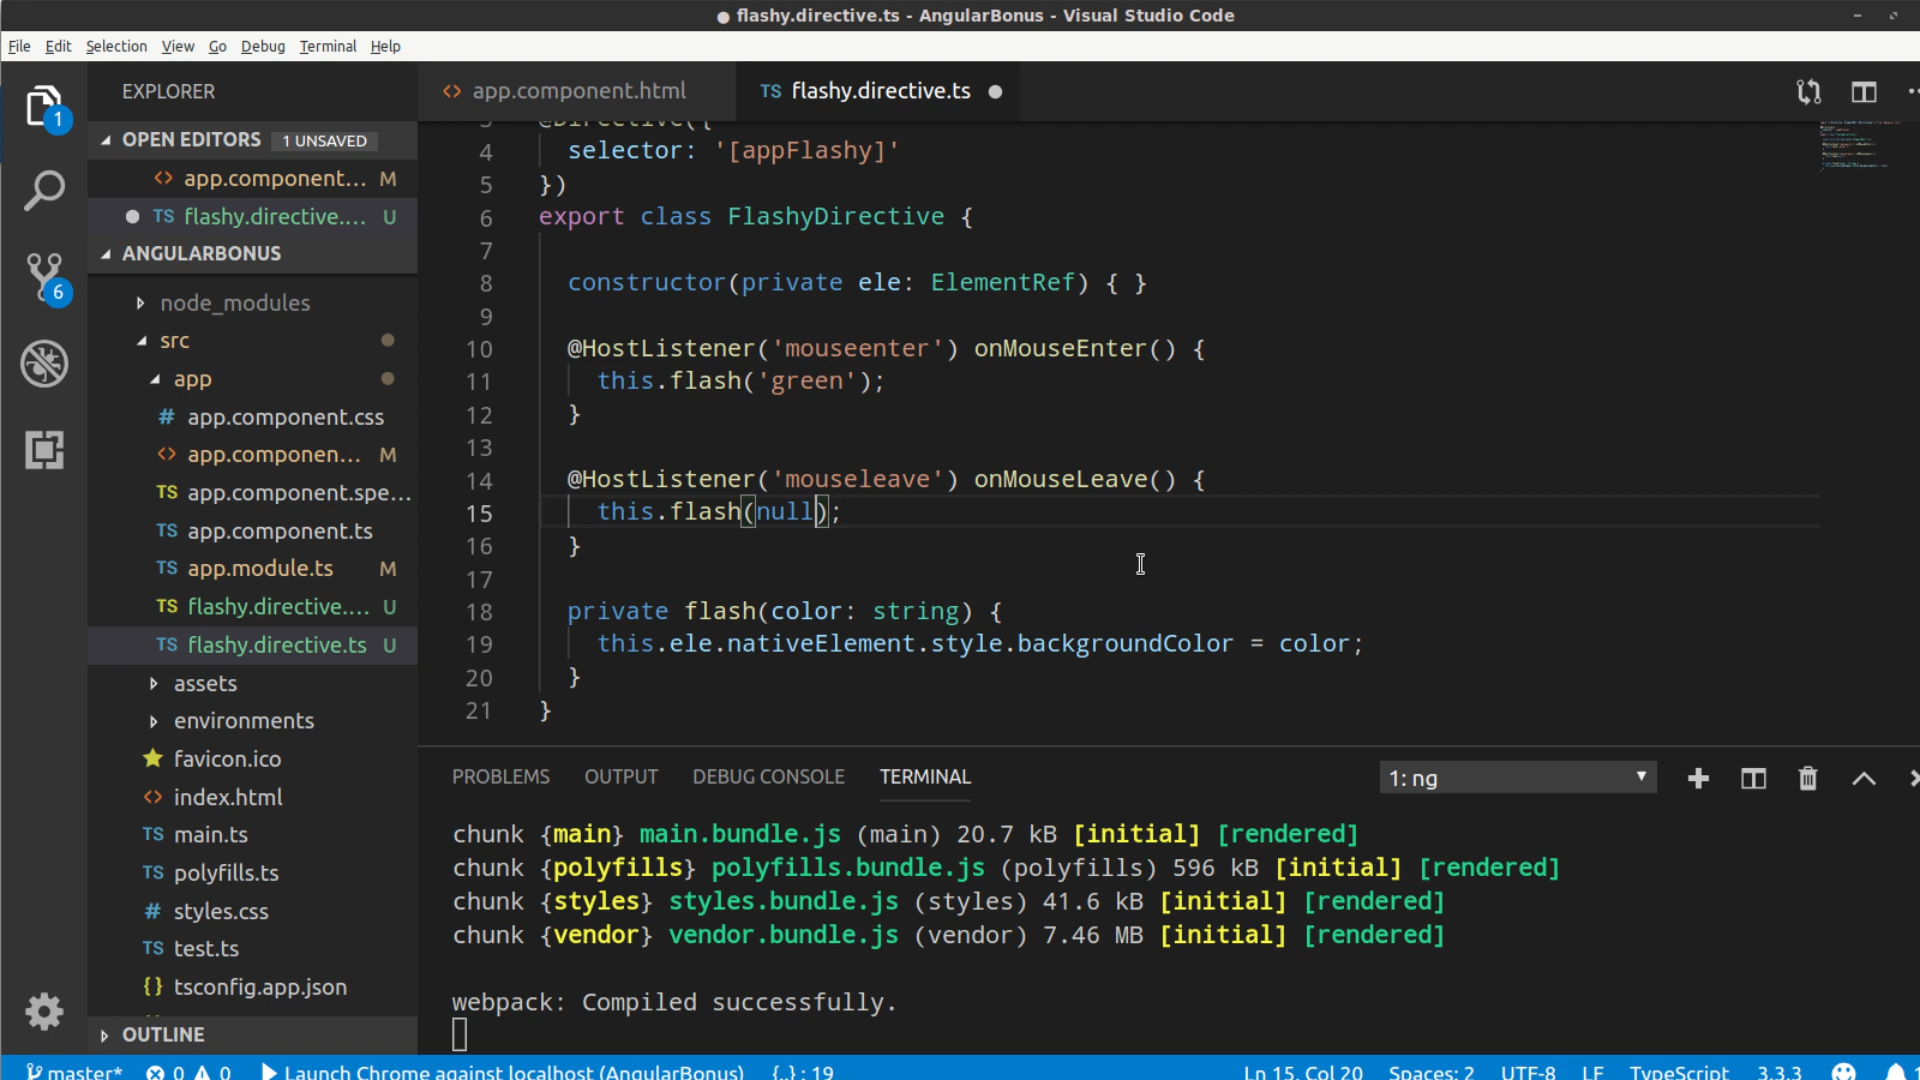 ● flashy.directive.ts - AngularBonus - Visual Studio Code
File Edit Selection View Go Debug Terminal Help
EXPLORER
OPEN EDITORS 1 UNSAVED
<> app.component... M
● TS flashy.directive.... U
ANGULARBONUS
node_modules
src
app
# app.component.css
<> app.componen... M
TS app.component.spe...
TS app.component.ts
TS app.module.ts M
TS flashy.directive.... U
TS flashy.directive.ts U
assets
environments
favicon.ico
<> index.html
TS main.ts
TS polyfills.ts
# styles.css
TS test.ts
{} tsconfig.app.json
OUTLINE
1
6
<> app.component.html
TS flashy.directive.ts ●
3 @Directive({
4 selector: '[appFlashy]'
5 })
6 export class FlashyDirective {
7
8 constructor(private ele: ElementRef) { }
9
10 @HostListener('mouseenter') onMouseEnter() {
11 this.flash('green');
12 }
13
14 @HostListener('mouseleave') onMouseLeave() {
15 this.flash(null);
16 }
17
18 private flash(color: string) {
19 this.ele.nativeElement.style.backgroundColor = color;
20 }
21 }
PROBLEMS OUTPUT DEBUG CONSOLE TERMINAL 1: ng
chunk {main} main.bundle.js (main) 20.7 kB [initial] [rendered]
chunk {polyfills} polyfills.bundle.js (polyfills) 596 kB [initial] [rendered]
chunk {styles} styles.bundle.js (styles) 41.6 kB [initial] [rendered]
chunk {vendor} vendor.bundle.js (vendor) 7.46 MB [initial] [rendered]
webpack: Compiled successfully.
master* 0 0 Launch Chrome against localhost (AngularBonus) {..} : 19 Ln 15, Col 20 Spaces: 2 UTF-8 LF TypeScript 3.3.3